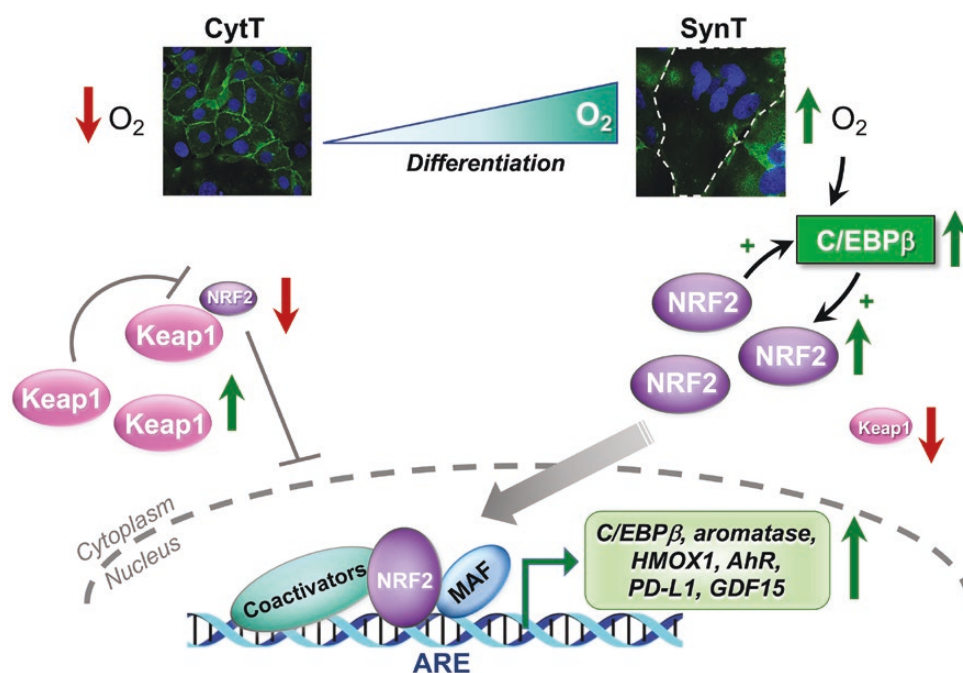 CytT
SynT
O2
O2
O2
Differentiation
C/EBPβ
+
NRF2
+
NRF2
NRF2
NRF2
Keap1
Keap1
Keap1
Keap1
Cytoplasm
Nucleus
Coactivators
NRF2
MAF
C/EBPβ, aromatase,
HMOX1, AhR,
PD-L1, GDF15
ARE